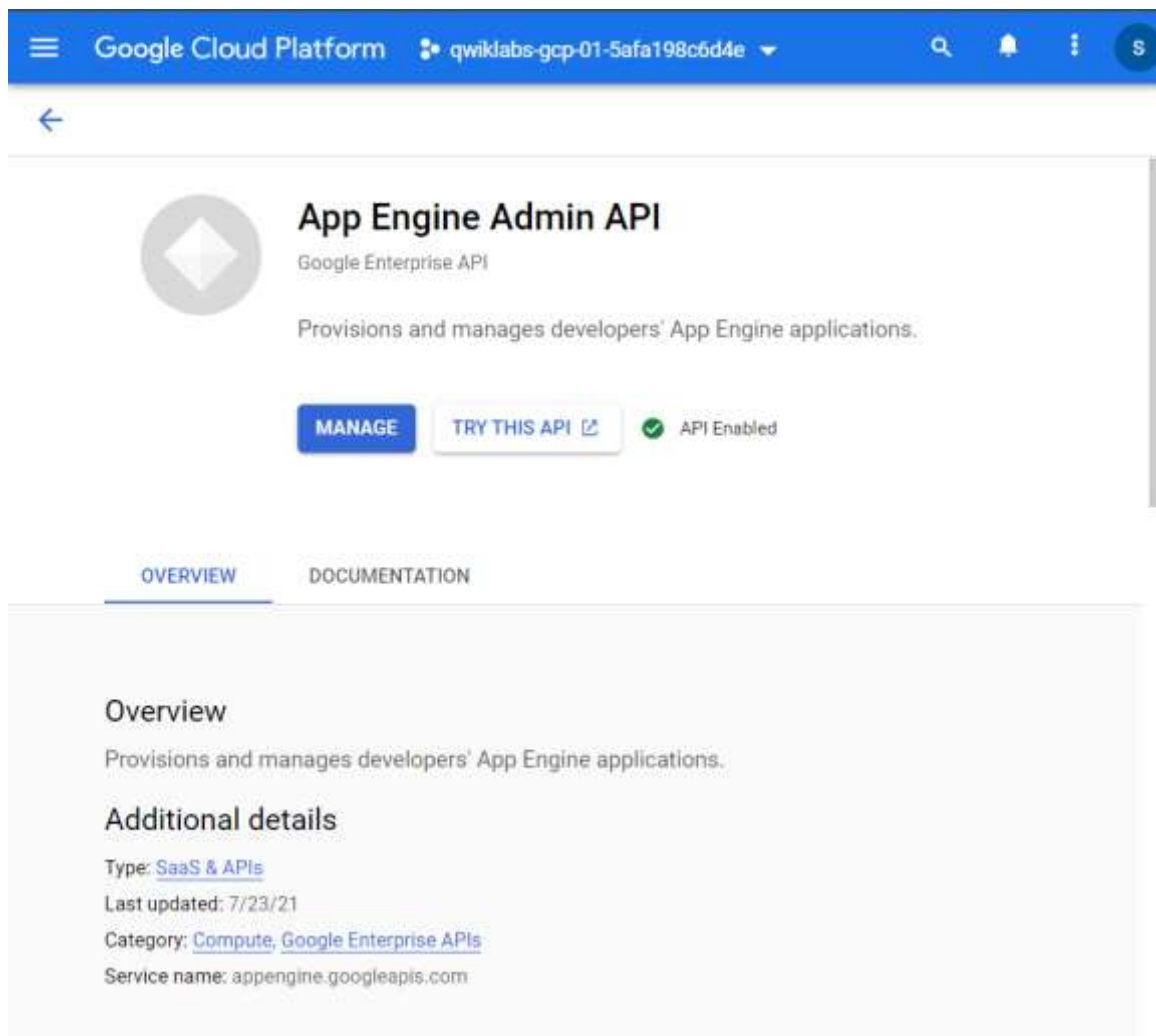 Google Cloud Platform qwiklabs-gcp-01-5afa198c6d4e S
App Engine Admin API
Google Enterprise API
Provisions and manages developers' App Engine applications.
MANAGE TRY THIS API API Enabled
OVERVIEW DOCUMENTATION
Overview
Provisions and manages developers' App Engine applications.
Additional details
Type: SaaS & APIs
Last updated: 7/23/21
Category: Compute, Google Enterprise APIs
Service name: appengine.googleapis.com